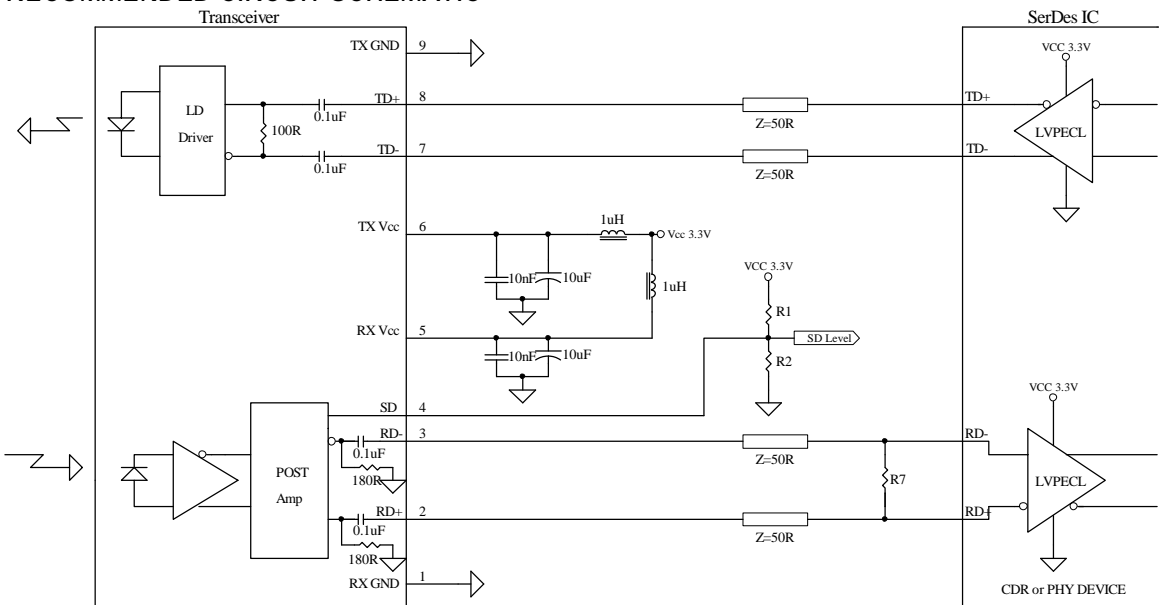 RECOMMENDED CIRCUIT SCHEMATIC
Transceiver
SerDes IC
TX GND 9
VCC 3.3V
TD+ 8
TD+
LD
Driver
100R
0.1uF
Z=50R
LVPECL
TD- 7
TD-
0.1uF
Z=50R
1uH
TX Vcc 6
Vcc 3.3V
10nF
10uF
1uH
VCC 3.3V
R1
RX Vcc 5
SD Level
10nF
10uF
R2
SD 4
VCC 3.3V
RD- 3
RD-
0.1uF
Z=50R
POST
Amp
180R
R7
LVPECL
RD+ 2
RD+
0.1uF
Z=50R
180R
RX GND 1
CDR or PHY DEVICE